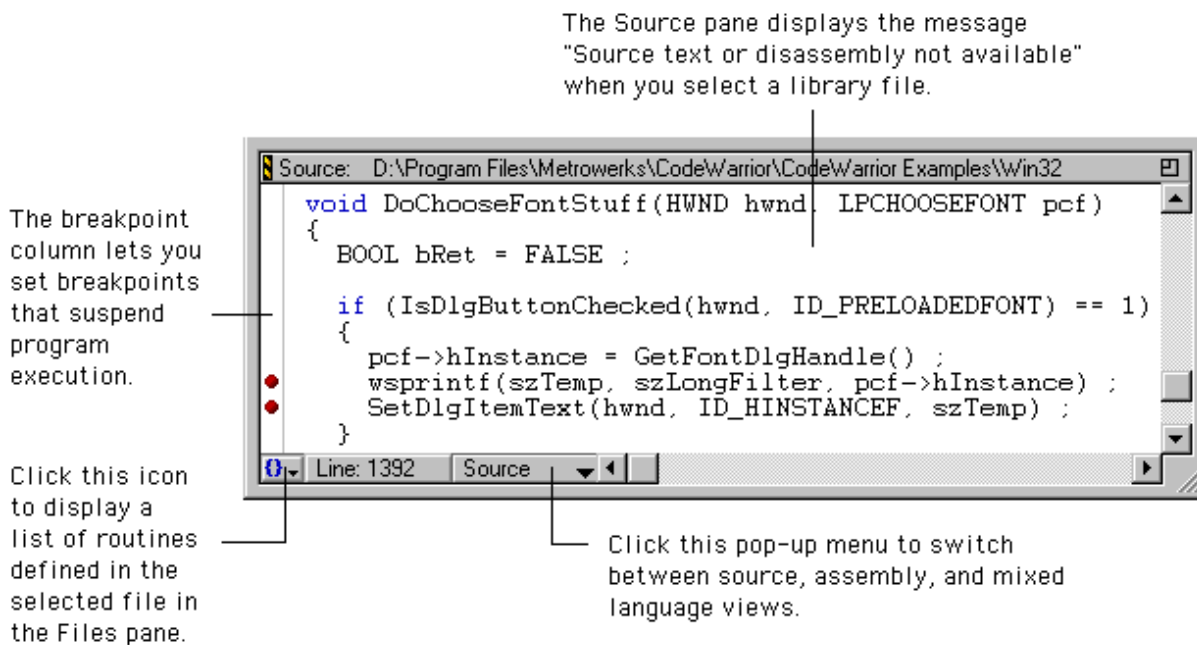 The Source pane displays the message
"Source text or disassembly not available"
when you select a library file.
Source: D:\Program Files\Metrowerks\CodeWarrior\CodeWarrior Examples\Win32
The breakpoint
column lets you
set breakpoints
that suspend
program
execution.
void DoChooseFontStuff(HWND hwnd, LPCHOOSEFONT pcf)
{
BOOL bRet = FALSE ;
if (IsDlgButtonChecked(hwnd, ID_PRELOADEDFONT) == 1)
{
pcf->hInstance = GetFontDlgHandle() ;
wsprintf(szTemp, szLongFilter, pcf->hInstance) ;
SetDlgItemText(hwnd, ID_HINSTANCEF, szTemp) ;
}
{} Line: 1392 Source
Click this icon
to display a
list of routines
defined in the
selected file in
the Files pane.
Click this pop-up menu to switch
between source, assembly, and mixed
language views.